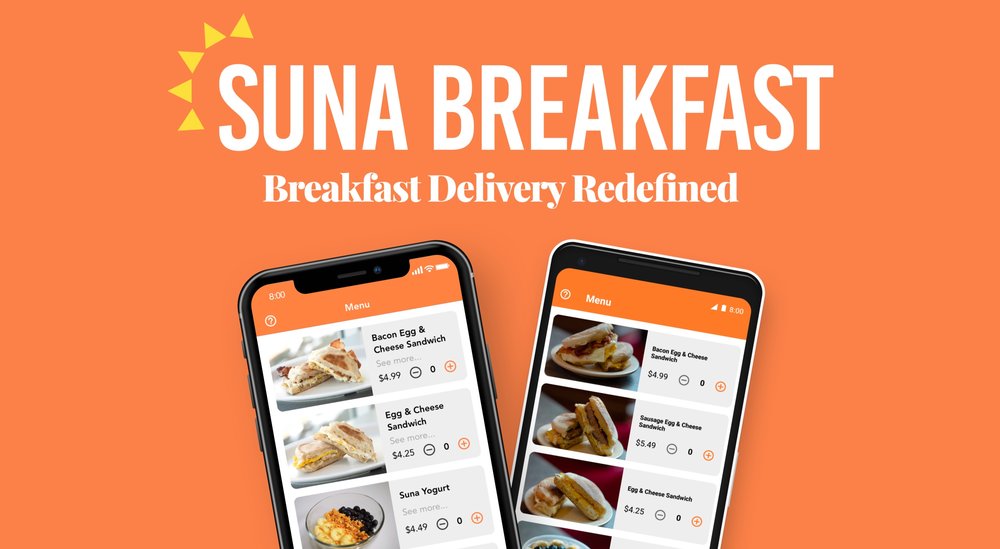 SUNA BREAKFAST
Breakfast Delivery Redefined
8:00
Menu
Bacon Egg &
Cheese Sandwich
See more...
$4.99
0
Egg & Cheese
Sandwich
See more...
$4.25
0
Suna Yogurt
See more...
$4.49
0
8:00
Menu
Bacon Egg & Cheese
Sandwich
$4.99
0
Sausage Egg & Cheese
Sandwich
$5.49
0
Egg & Cheese Sandwich
$4.25
0